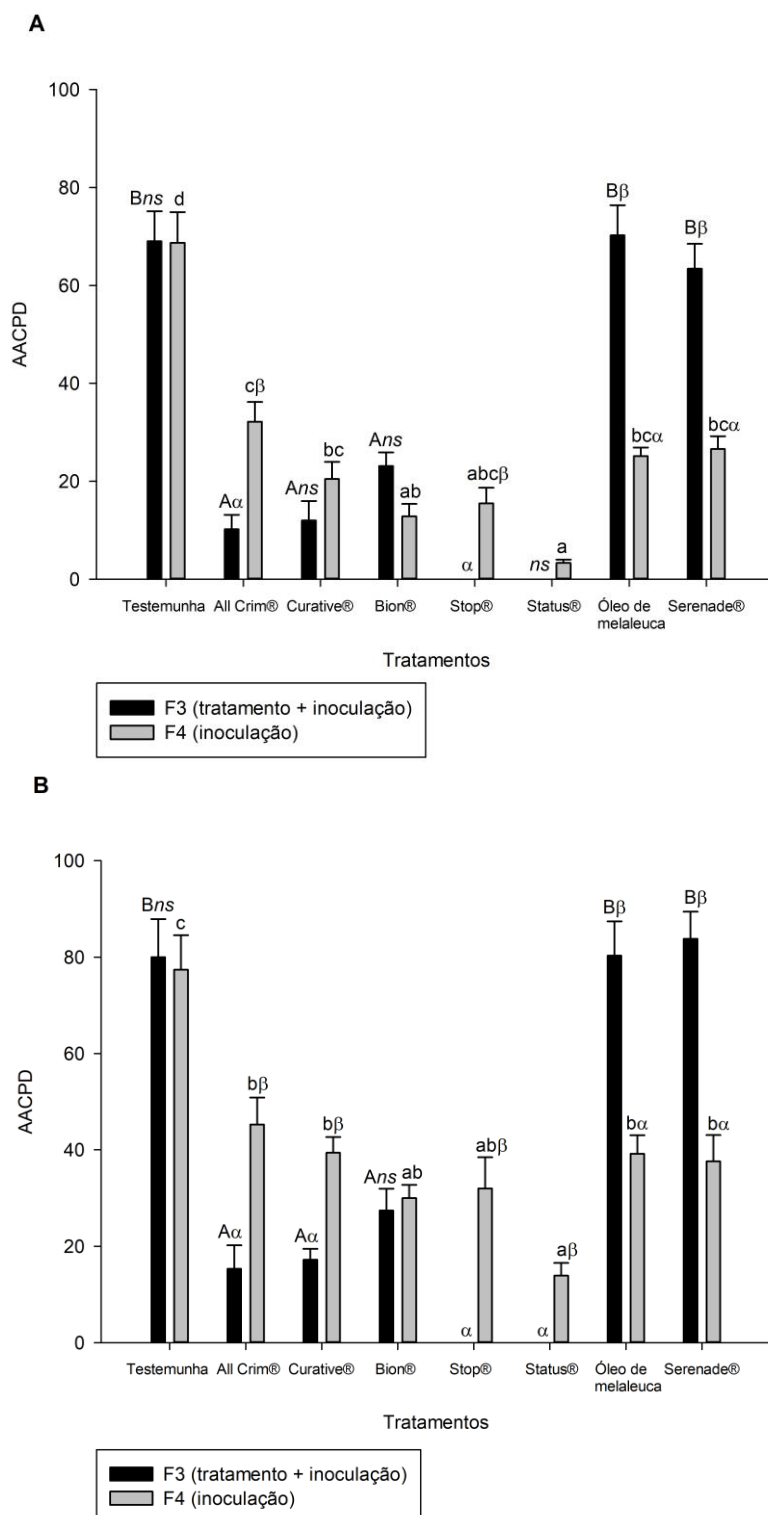 A
100
80
60
40
20
0
AACPD
Bns d
Aα cβ
Ans bc
Ans ab
α abcβ
ns a
Bβ bcα
Bβ bcα
Testemunha All Crim® Curative® Bion® Stop® Status® Óleo de melaleuca Serenade®
Tratamentos
F3 (tratamento + inoculação)
F4 (inoculação)
B
100
80
60
40
20
0
AACPD
Bns c
Aα bβ
Aα bβ
Ans ab
α abβ
α aβ
Bβ bα
Bβ bα
Testemunha All Crim® Curative® Bion® Stop® Status® Óleo de melaleuca Serenade®
Tratamentos
F3 (tratamento + inoculação)
F4 (inoculação)